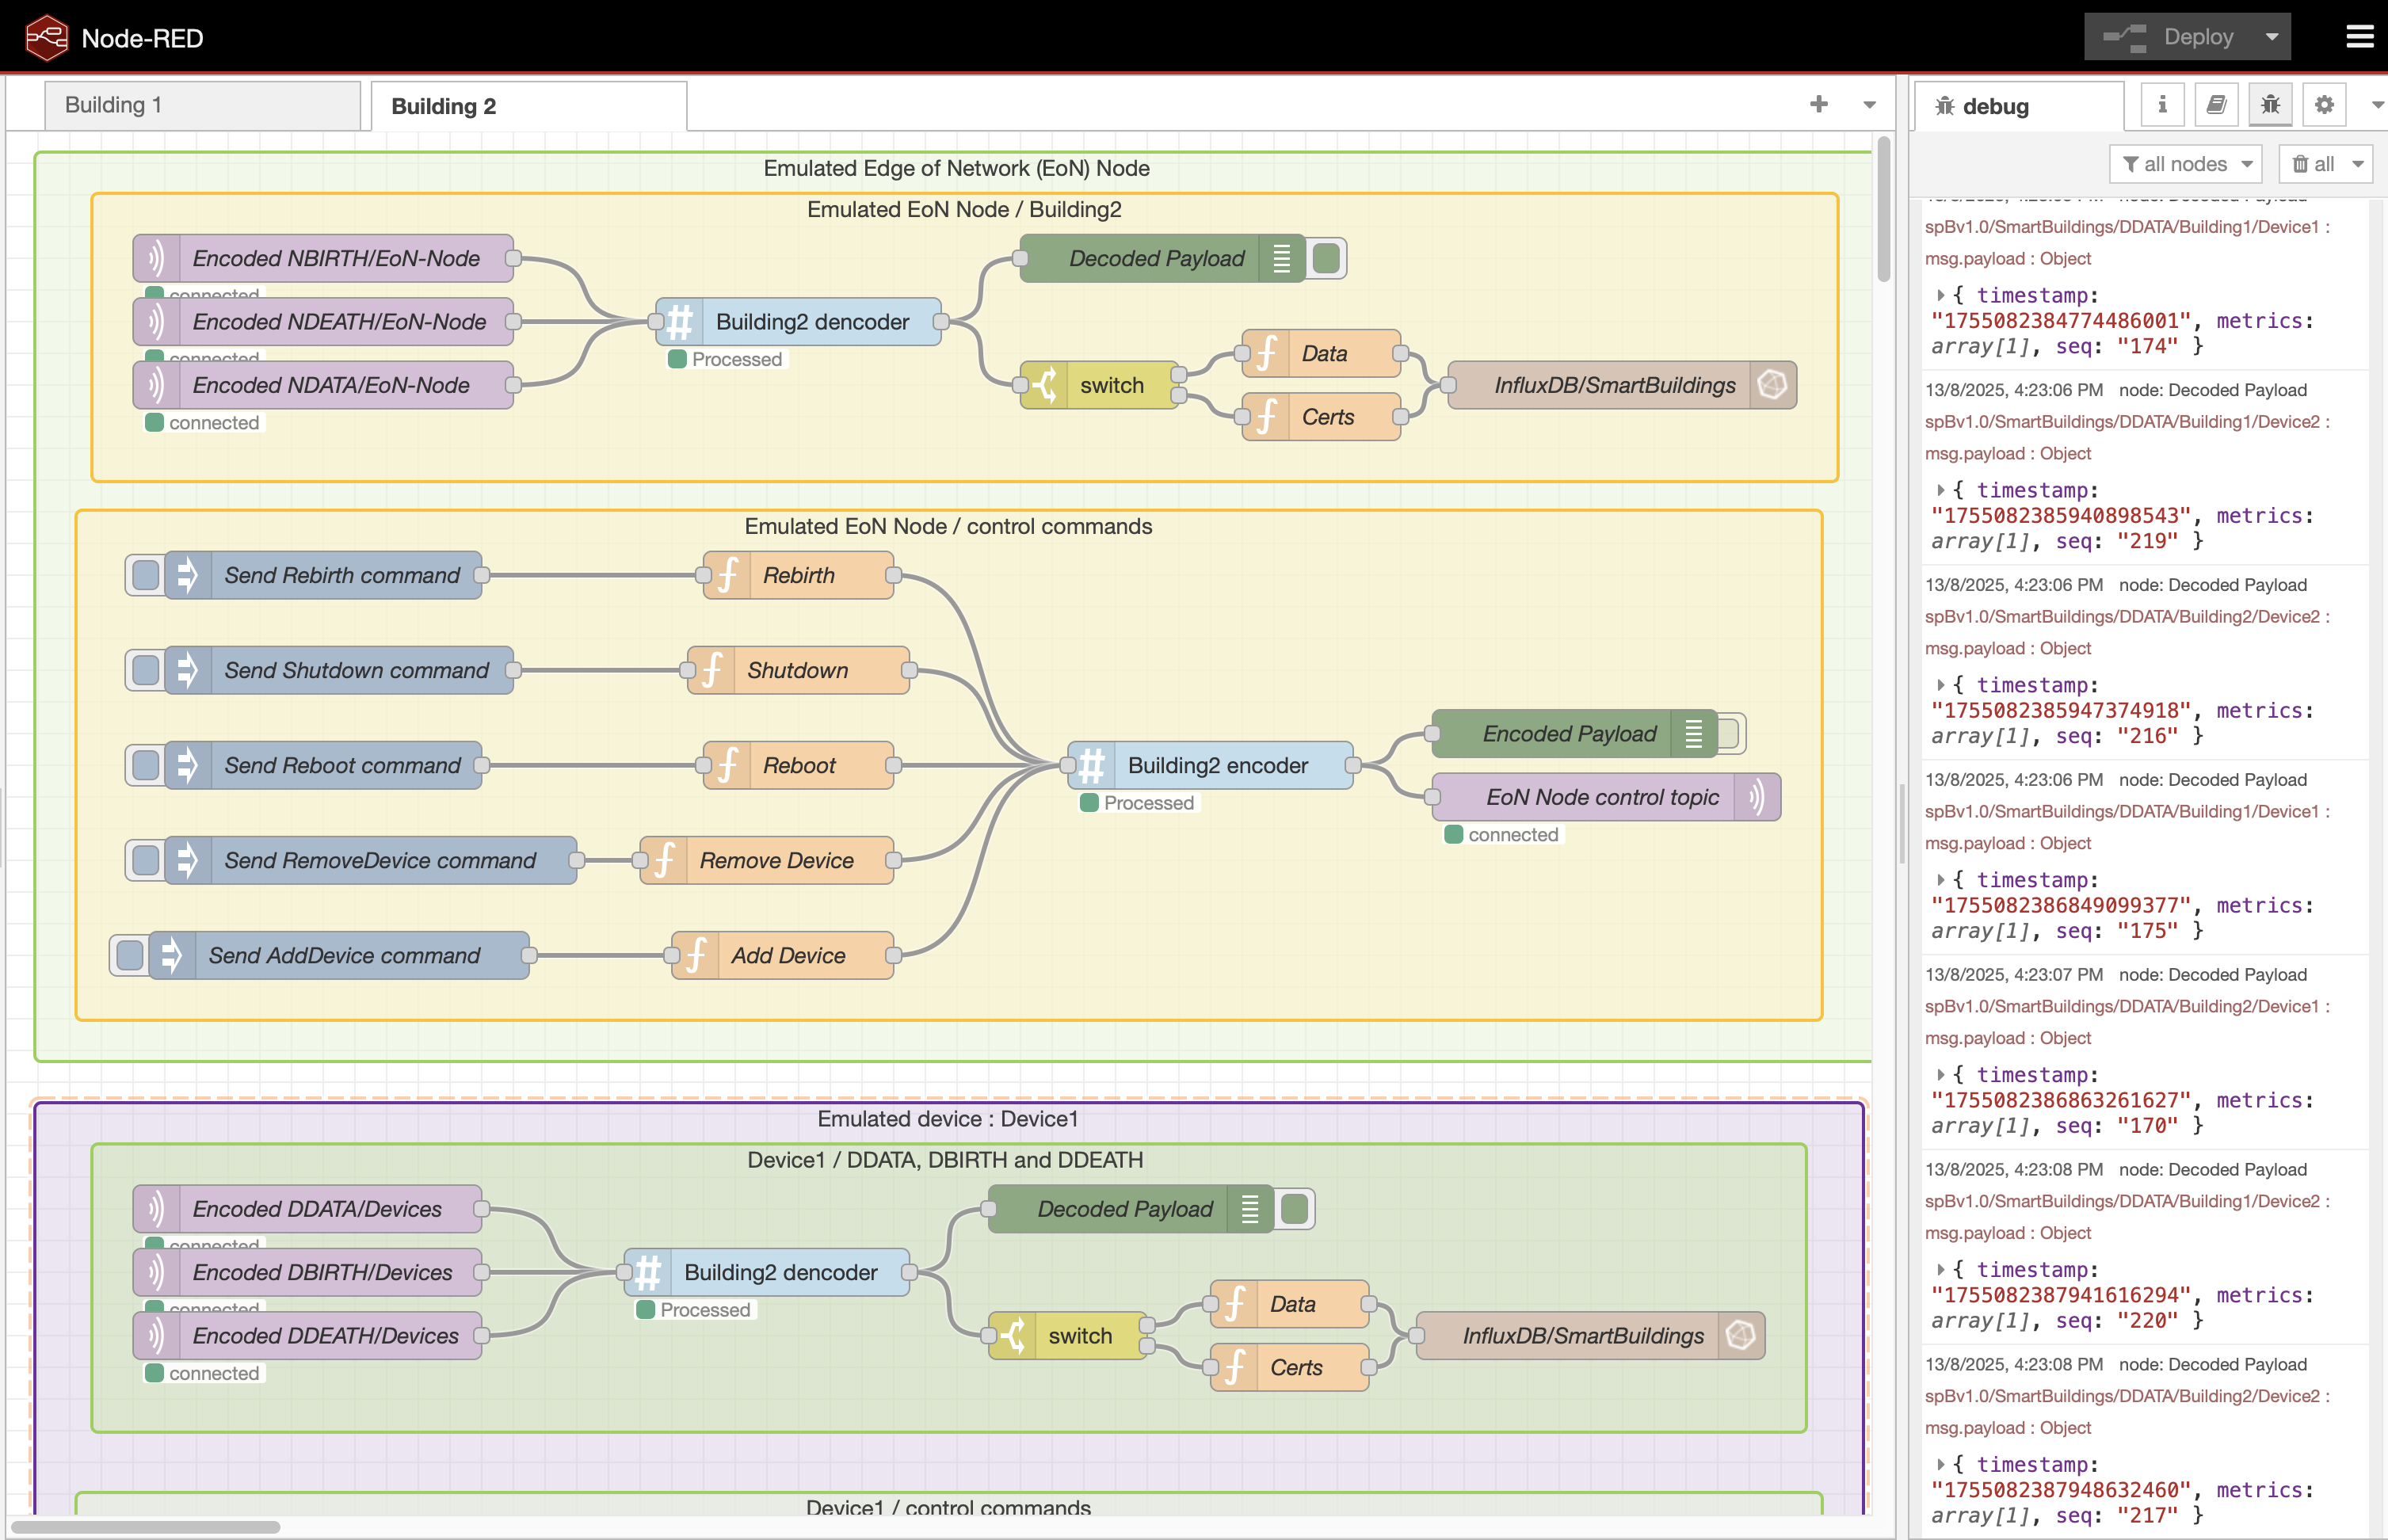 Node-RED
Deploy
Building 1
Building 2
debug
all nodes
all
Emulated Edge of Network (EoN) Node
Emulated EoN Node / Building2
Encoded NBIRTH/EoN-Node
connected
Encoded NDEATH/EoN-Node
connected
Encoded NDATA/EoN-Node
connected
Building2 dencoder
Processed
Decoded Payload
switch
Data
Certs
InfluxDB/SmartBuildings
Emulated EoN Node / control commands
Send Rebirth command
Rebirth
Send Shutdown command
Shutdown
Send Reboot command
Reboot
Send RemoveDevice command
Remove Device
Send AddDevice command
Add Device
Building2 encoder
Processed
Encoded Payload
EoN Node control topic
connected
Emulated device : Device1
Device1 / DDATA, DBIRTH and DDEATH
Encoded DDATA/Devices
connected
Encoded DBIRTH/Devices
connected
Encoded DDEATH/Devices
connected
Building2 dencoder
Processed
Decoded Payload
switch
Data
Certs
InfluxDB/SmartBuildings
Device1 / control commands
node: Decoded Payload
spBv1.0/SmartBuildings/DDATA/Building1/Device1 :
msg.payload : Object
{ timestamp:
"1755082384774486001", metrics:
array[1], seq: "174" }
13/8/2025, 4:23:06 PM node: Decoded Payload
spBv1.0/SmartBuildings/DDATA/Building1/Device2 :
msg.payload : Object
{ timestamp:
"1755082385940898543", metrics:
array[1], seq: "219" }
13/8/2025, 4:23:06 PM node: Decoded Payload
spBv1.0/SmartBuildings/DDATA/Building2/Device2 :
msg.payload : Object
{ timestamp:
"1755082385947374918", metrics:
array[1], seq: "216" }
13/8/2025, 4:23:06 PM node: Decoded Payload
spBv1.0/SmartBuildings/DDATA/Building1/Device1 :
msg.payload : Object
{ timestamp:
"1755082386849099377", metrics:
array[1], seq: "175" }
13/8/2025, 4:23:07 PM node: Decoded Payload
spBv1.0/SmartBuildings/DDATA/Building2/Device1 :
msg.payload : Object
{ timestamp:
"1755082386863261627", metrics:
array[1], seq: "170" }
13/8/2025, 4:23:08 PM node: Decoded Payload
spBv1.0/SmartBuildings/DDATA/Building1/Device2 :
msg.payload : Object
{ timestamp:
"1755082387941616294", metrics:
array[1], seq: "220" }
13/8/2025, 4:23:08 PM node: Decoded Payload
spBv1.0/SmartBuildings/DDATA/Building2/Device2 :
msg.payload : Object
{ timestamp:
"1755082387948632460", metrics:
array[1], seq: "217" }